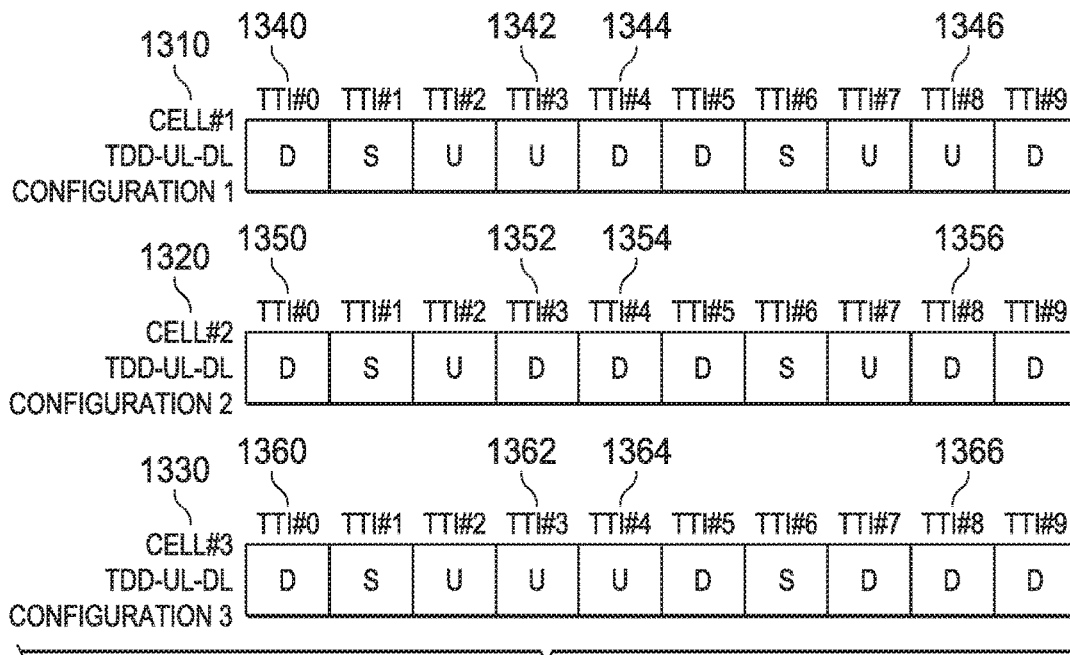 1310 1340 1342 1344 1346
TTI#0 TTI#1 TTI#2 TTI#3 TTI#4 TTI#5 TTI#6 TTI#7 TTI#8 TTI#9
CELL#1
TDD-UL-DL D S U U D D S U U D
CONFIGURATION 1
1320 1350 1352 1354 1356
TTI#0 TTI#1 TTI#2 TTI#3 TTI#4 TTI#5 TTI#6 TTI#7 TTI#8 TTI#9
CELL#2
TDD-UL-DL D S U D D D S U D D
CONFIGURATION 2
1330 1360 1362 1364 1366
TTI#0 TTI#1 TTI#2 TTI#3 TTI#4 TTI#5 TTI#6 TTI#7 TTI#8 TTI#9
CELL#3
TDD-UL-DL D S U U U D S D D D
CONFIGURATION 3